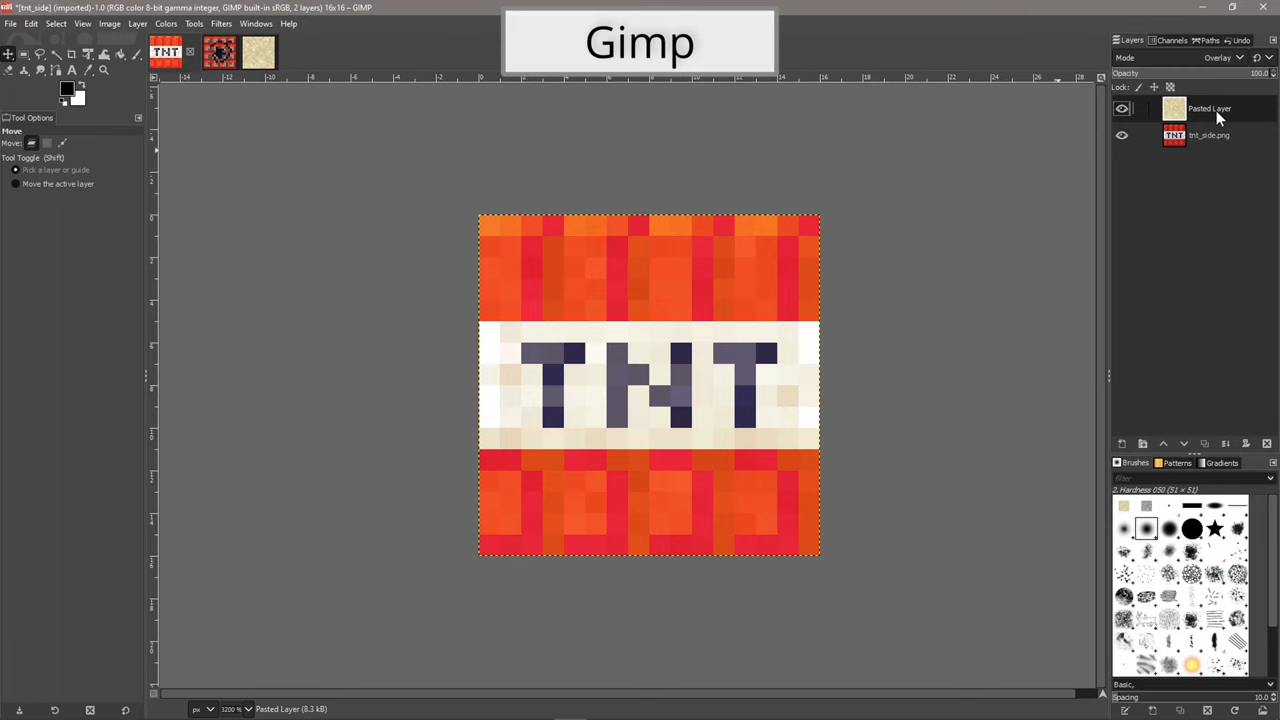 *[tnt_side] (imported)-1.0 (RGB color 8-bit gamma integer, GIMP built-in sRGB, 2 layers) 16x16 – GIMP
File Edit Select View Image Layer Colors Tools Filters Windows Help
Gimp
Tool Options
Move
Move:
Tool Toggle (Shift)
Pick a layer or guide
Move the active layer
TNT
Layers Channels Paths Undo
Mode Overlay
Opacity 100.0
Lock:
Pasted Layer
tnt_side.png
Brushes Patterns Gradients
filter
2. Hardness 050 (51 × 51)
Basic,
Spacing 10.0
px 3200 % Pasted Layer (8.3 kB)